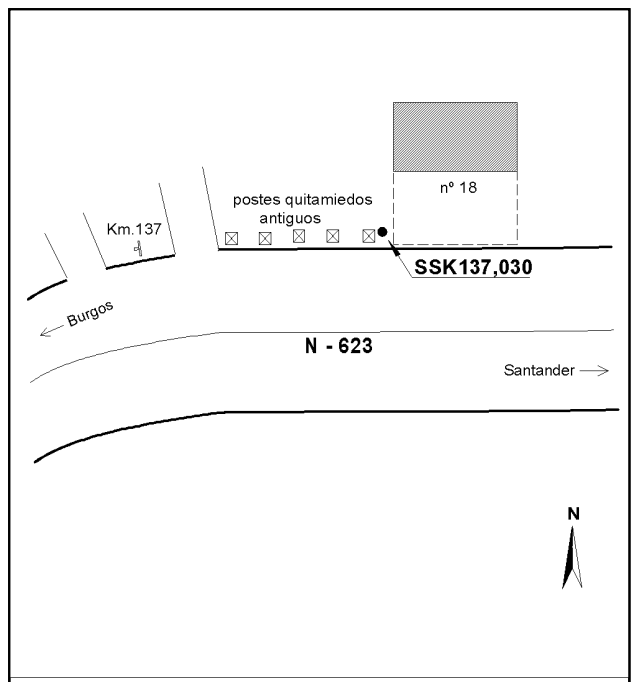 nº 18
postes quitamiedos
antiguos
Km.137
SSK137,030
Burgos
N - 623
Santander
N